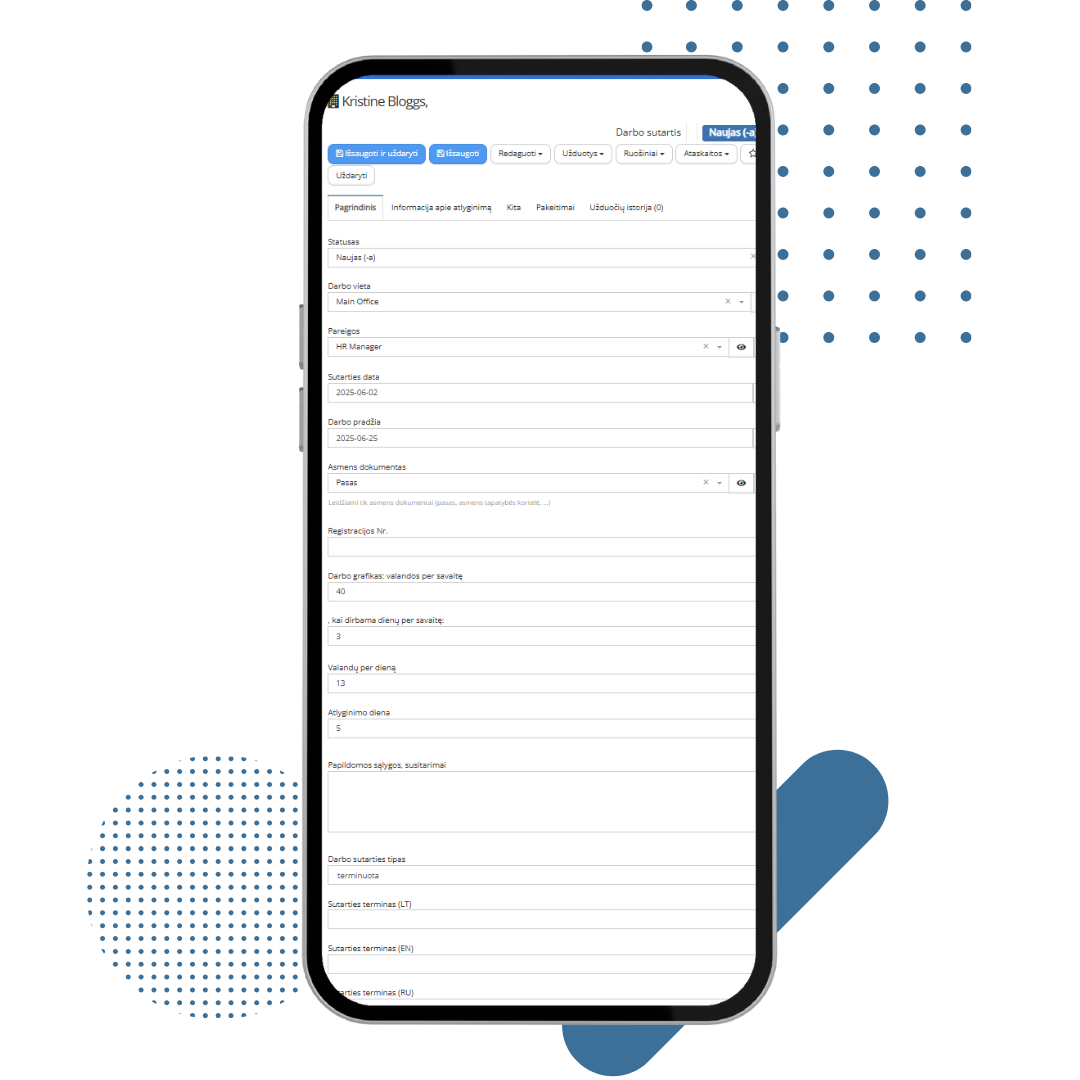 Kristine Bloggs,
Darbo sutartis Naujas (-a)
Išsaugoti ir uždaryti Išsaugoti Redaguoti Užduotys Ruošiniai Ataskaitos
Uždaryti
Pagrindinis Informacija apie atlyginimą Kita Pakeitimai Užduočių istorija (0)
Statusas
Naujas (-a)
Darbo vieta
Main Office
Pareigos
HR Manager
Sutarties data
2025-06-02
Darbo pradžia
2025-06-25
Asmens dokumentas
Pasas
Leidžiami tik asmens dokumentai (pasas, asmens tapatybės kortelė, ...)
Registracijos Nr.
Darbo grafikas: valandos per savaitę
40
, kai dirbama dienų per savaitę:
3
Valandų per dieną
13
Atlyginimo diena
5
Papildomos sąlygos, susitarimai
Darbo sutarties tipas
terminuota
Sutarties terminas (LT)
Sutarties terminas (EN)
arties terminas (RU)